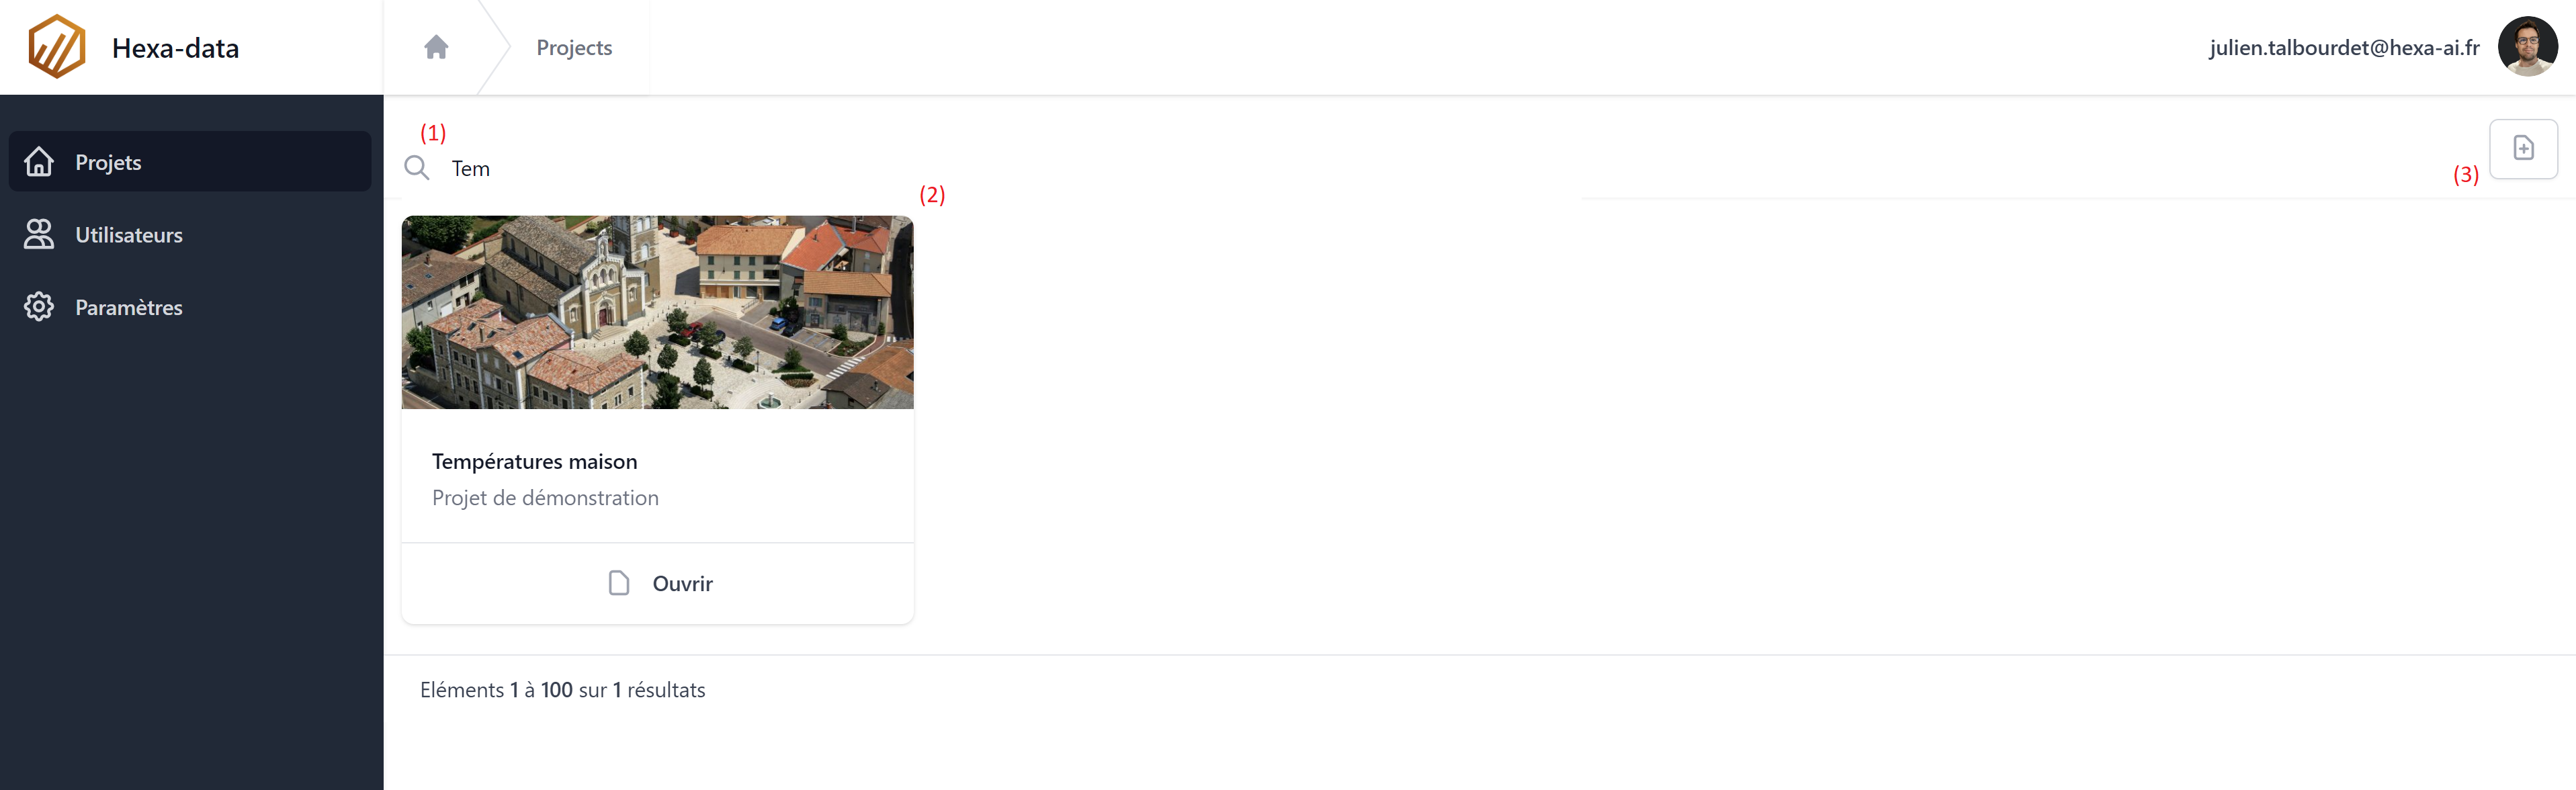 Hexa-data
Projects
julien.talbourdet@hexa-ai.fr
Projets
Utilisateurs
Paramètres
(1)
Tem
(2)
(3)
Températures maison
Projet de démonstration
Ouvrir
Eléments 1 à 100 sur 1 résultats